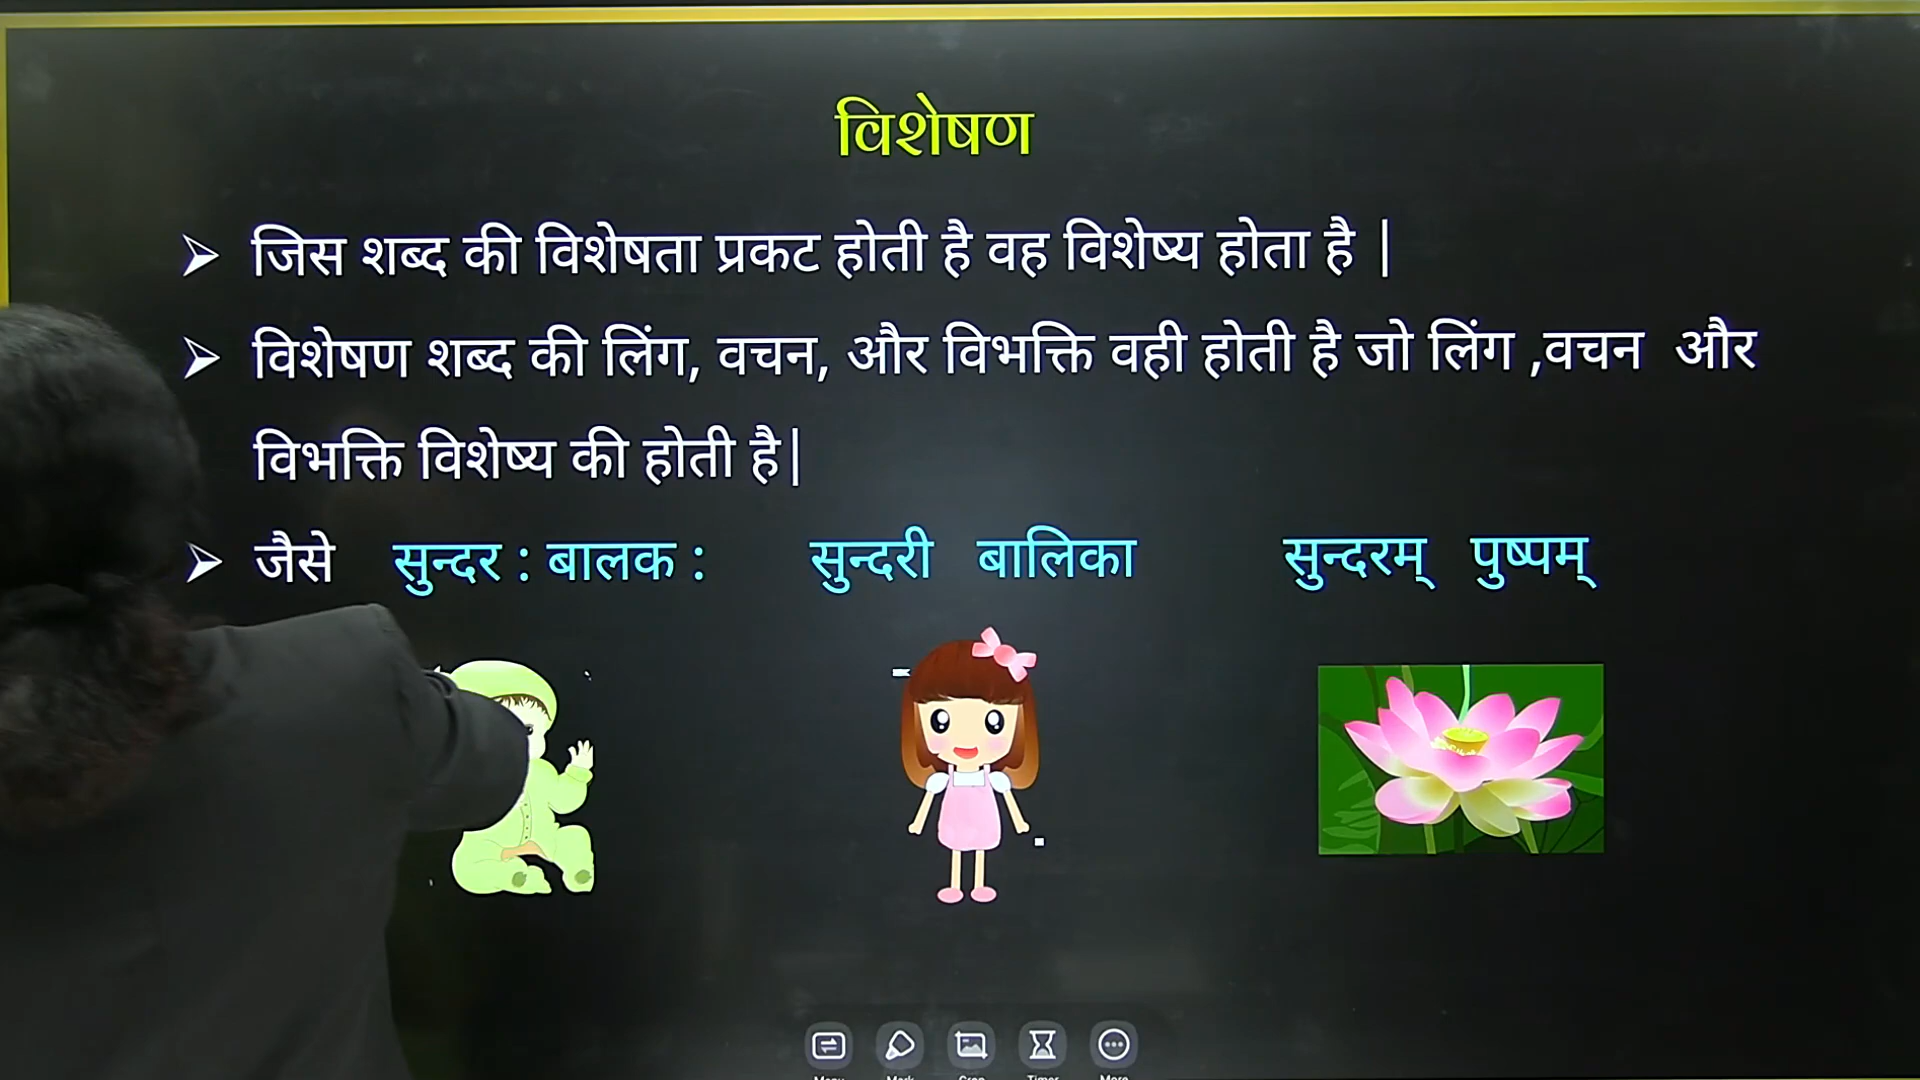 विशेषण
➢ जिस शब्द की विशेषता प्रकट होती है वह विशेष्य होता है |
➢ विशेषण शब्द की लिंग, वचन, और विभक्ति वही होती है जो लिंग ,वचन और
विभक्ति विशेष्य की होती है|
➢ जैसे सुन्दर : बालक : सुन्दरी बालिका सुन्दरम् पुष्पम्